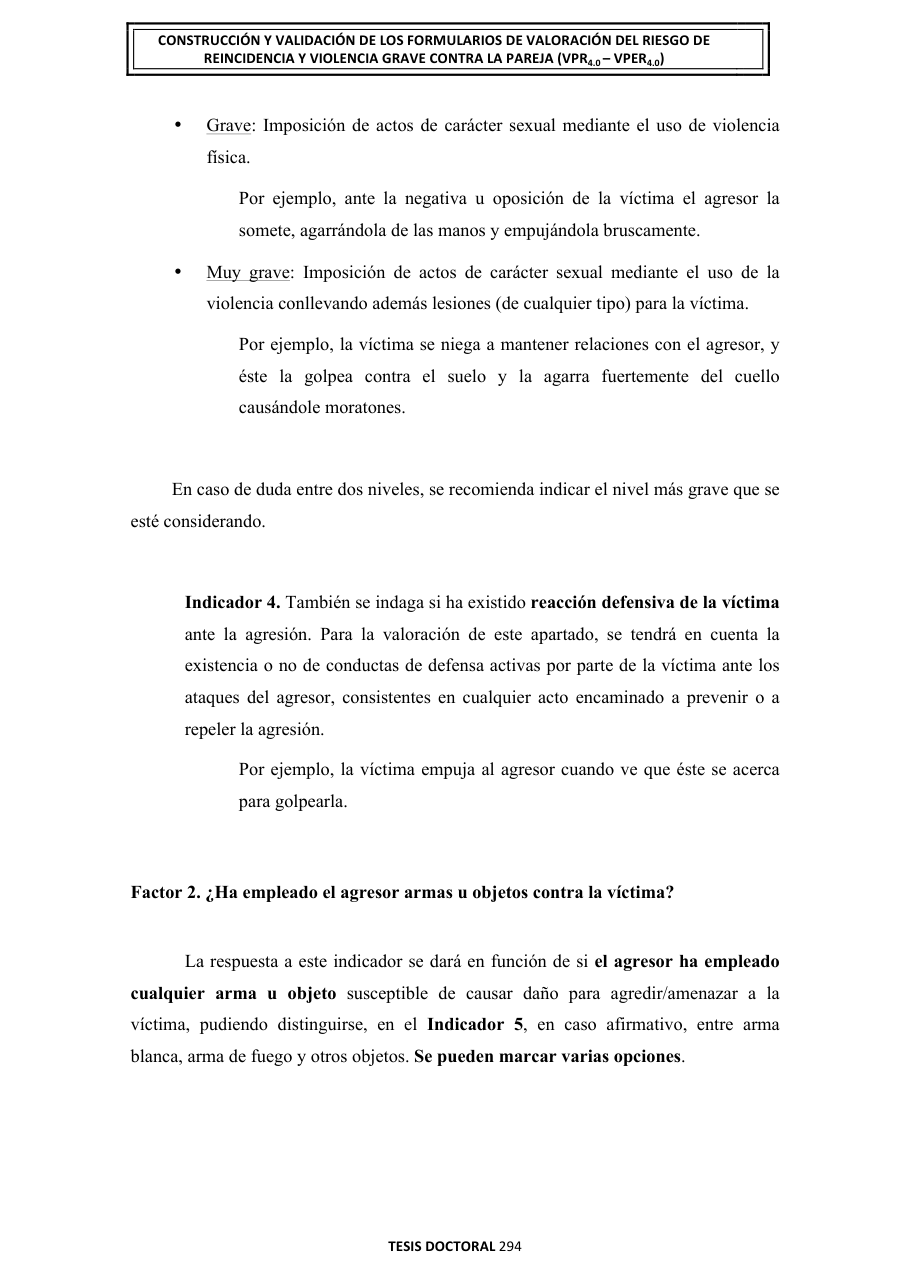 CONSTRUCCIÓN Y VALIDACIÓN DE LOS FORMULARIOS DE VALORACIÓN DEL RIESGO DE
REINCIDENCIA Y VIOLENCIA GRAVE CONTRA LA PAREJA (VPR4.0 – VPER4.0)
• Grave: Imposición de actos de carácter sexual mediante el uso de violencia
física.
Por ejemplo, ante la negativa u oposición de la víctima el agresor la
somete, agarrándola de las manos y empujándola bruscamente.
• Muy grave: Imposición de actos de carácter sexual mediante el uso de la
violencia conllevando además lesiones (de cualquier tipo) para la víctima.
Por ejemplo, la víctima se niega a mantener relaciones con el agresor, y
éste la golpea contra el suelo y la agarra fuertemente del cuello
causándole moratones.
En caso de duda entre dos niveles, se recomienda indicar el nivel más grave que se
esté considerando.
Indicador 4. También se indaga si ha existido reacción defensiva de la víctima
ante la agresión. Para la valoración de este apartado, se tendrá en cuenta la
existencia o no de conductas de defensa activas por parte de la víctima ante los
ataques del agresor, consistentes en cualquier acto encaminado a prevenir o a
repeler la agresión.
Por ejemplo, la víctima empuja al agresor cuando ve que éste se acerca
para golpearla.
Factor 2. ¿Ha empleado el agresor armas u objetos contra la víctima?
La respuesta a este indicador se dará en función de si el agresor ha empleado
cualquier arma u objeto susceptible de causar daño para agredir/amenazar a la
víctima, pudiendo distinguirse, en el Indicador 5, en caso afirmativo, entre arma
blanca, arma de fuego y otros objetos. Se pueden marcar varias opciones.
TESIS DOCTORAL 294